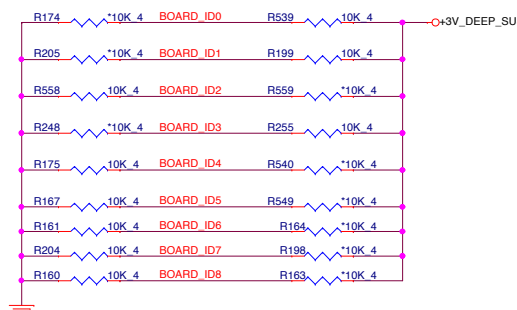 R174 *10K_4 BOARD_ID0 R539 10K_4 +3V_DEEP_SU
R205 *10K_4 BOARD_ID1 R199 10K_4
R558 10K_4 BOARD_ID2 R559 *10K_4
R248 *10K_4 BOARD_ID3 R255 10K_4
R175 10K_4 BOARD_ID4 R540 *10K_4
R167 10K_4 BOARD_ID5 R549 *10K_4
R161 10K_4 BOARD_ID6 R164 *10K_4
R204 10K_4 BOARD_ID7 R198 *10K_4
R160 10K_4 BOARD_ID8 R163 *10K_4